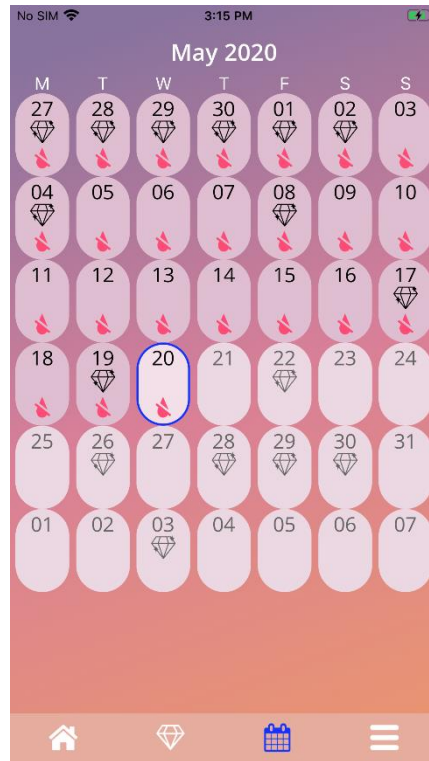 No SIM 3:15 PM
May 2020
M T W T F S S
27 28 29 30 01 02 03
04 05 06 07 08 09 10
11 12 13 14 15 16 17
18 19 20 21 22 23 24
25 26 27 28 29 30 31
01 02 03 04 05 06 07